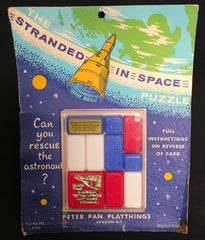 THE
STRANDED IN SPACE
PUZZLE
Can
you
rescue
the
astronaut
?
FULL
INSTRUCTIONS
ON REVERSE
OF CARD
PETER PAN PLAYTHINGS
LONDON